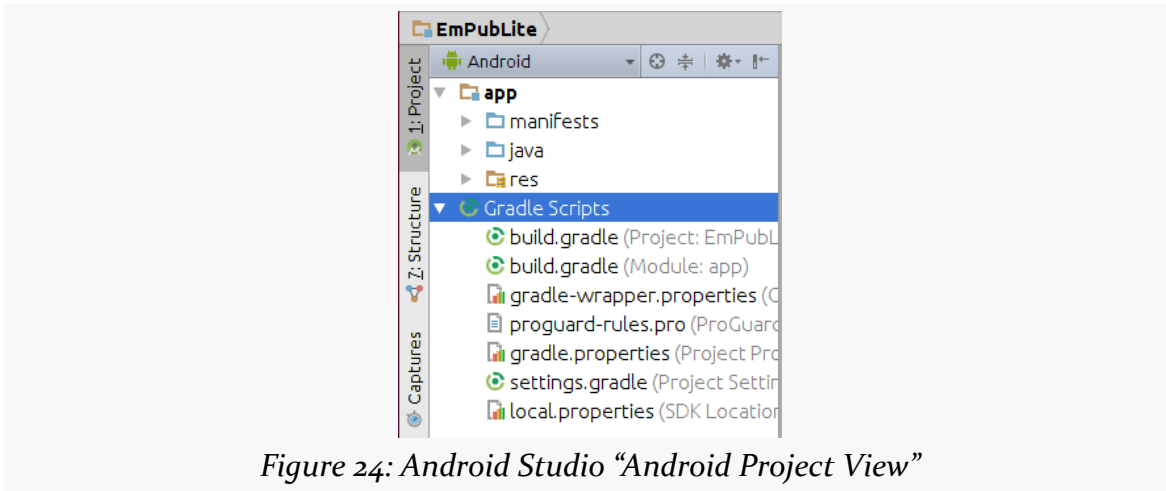 EmPubLite
Android
1: Project
app
manifests
java
res
7: Structure
Gradle Scripts
build.gradle (Project: EmPubL
build.gradle (Module: app)
gradle-wrapper.properties (G
proguard-rules.pro (ProGuard
Captures
gradle.properties (Project Pro
settings.gradle (Project Settin
local.properties (SDK Location
Figure 24: Android Studio “Android Project View”